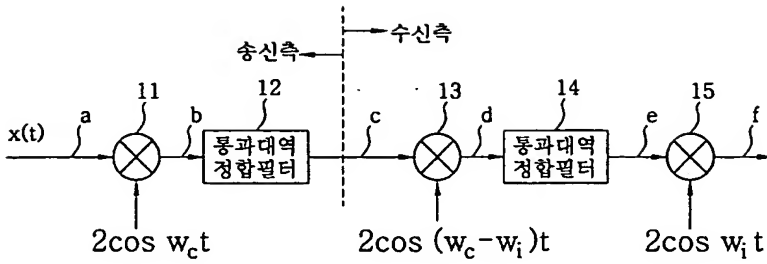 송신측
수신측
11
12
13
14
15
x(t)
a
b
c
d
e
f
통과대역
정합필터
통과대역
정합필터
2cos w_c t
2cos (w_c-w_i)t
2cos w_i t